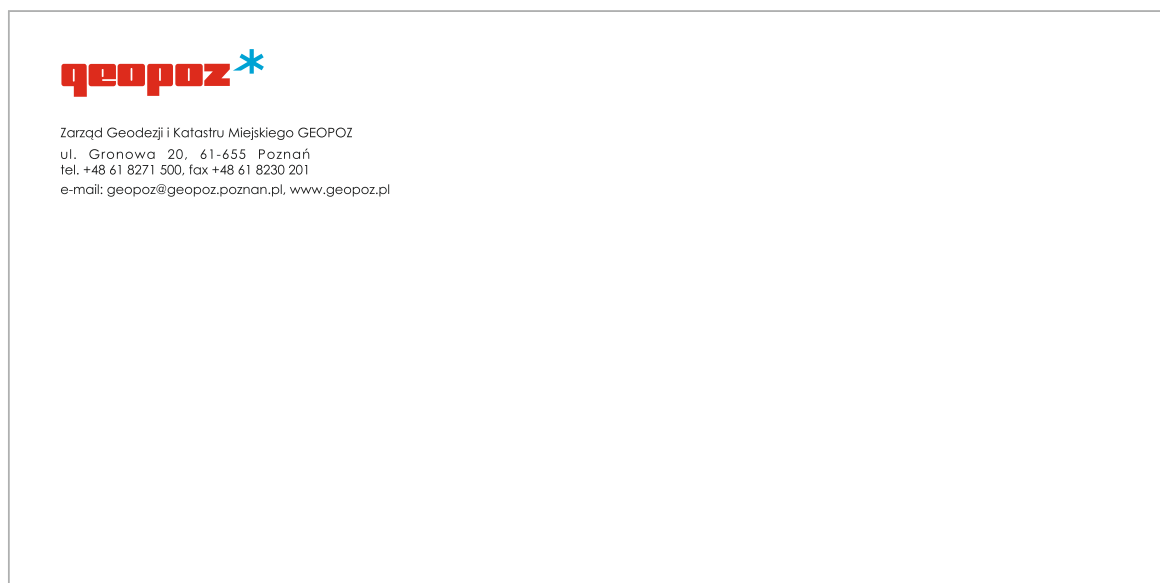 geopoz*
Zarząd Geodezji i Katastru Miejskiego GEOPOZ
ul. Gronowa 20, 61-655 Poznań
tel. +48 61 8271 500, fax +48 61 8230 201
e-mail: geopoz@geopoz.poznan.pl, www.geopoz.pl